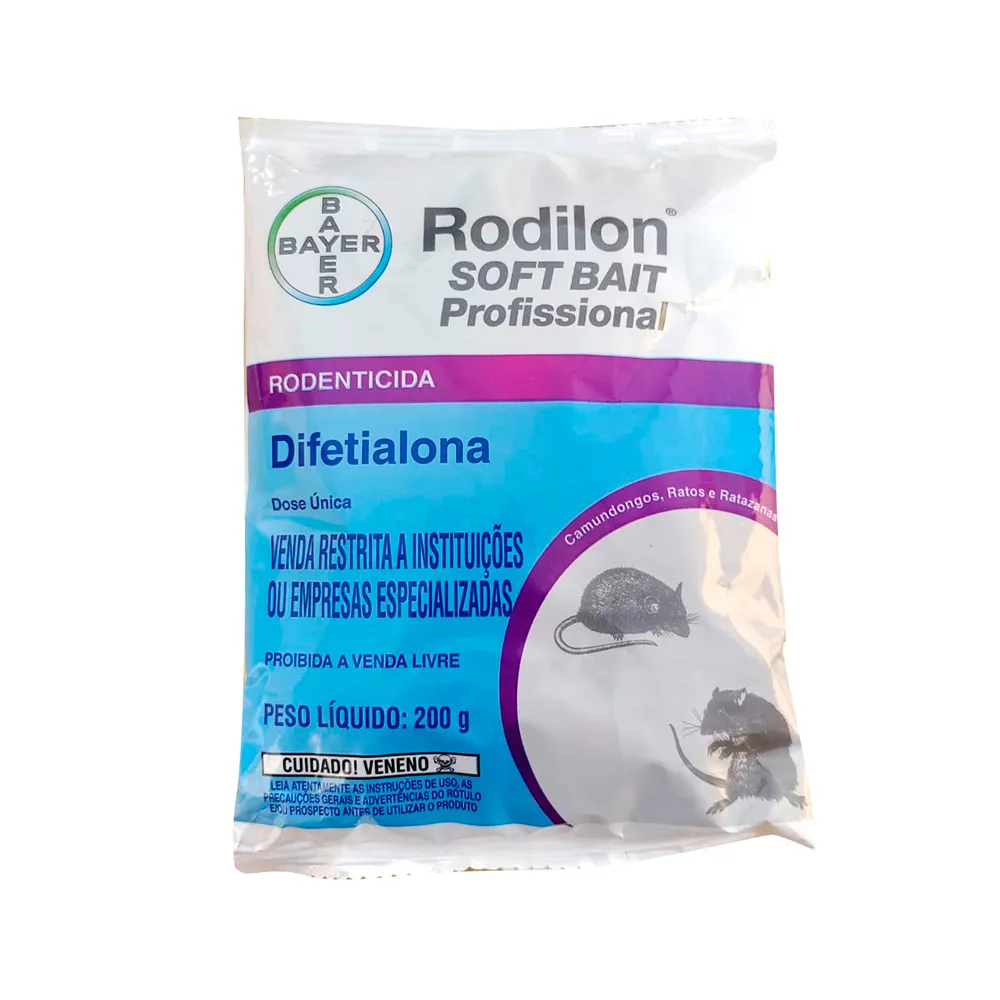 BAYER
BAYER
Rodilon®
SOFT BAIT
Profissional
RODENTICIDA
Difetialona
Dose Única
Camundongos, Ratos e Ratazanas
VENDA RESTRITA A INSTITUIÇÕES
OU EMPRESAS ESPECIALIZADAS
PROIBIDA A VENDA LIVRE
PESO LÍQUIDO: 200 g
CUIDADO! VENENO
LEIA ATENTAMENTE AS INSTRUÇÕES DE USO, AS
PRECAUÇÕES GERAIS E ADVERTÊNCIAS DO RÓTULO
E/OU PROSPECTO ANTES DE UTILIZAR O PRODUTO